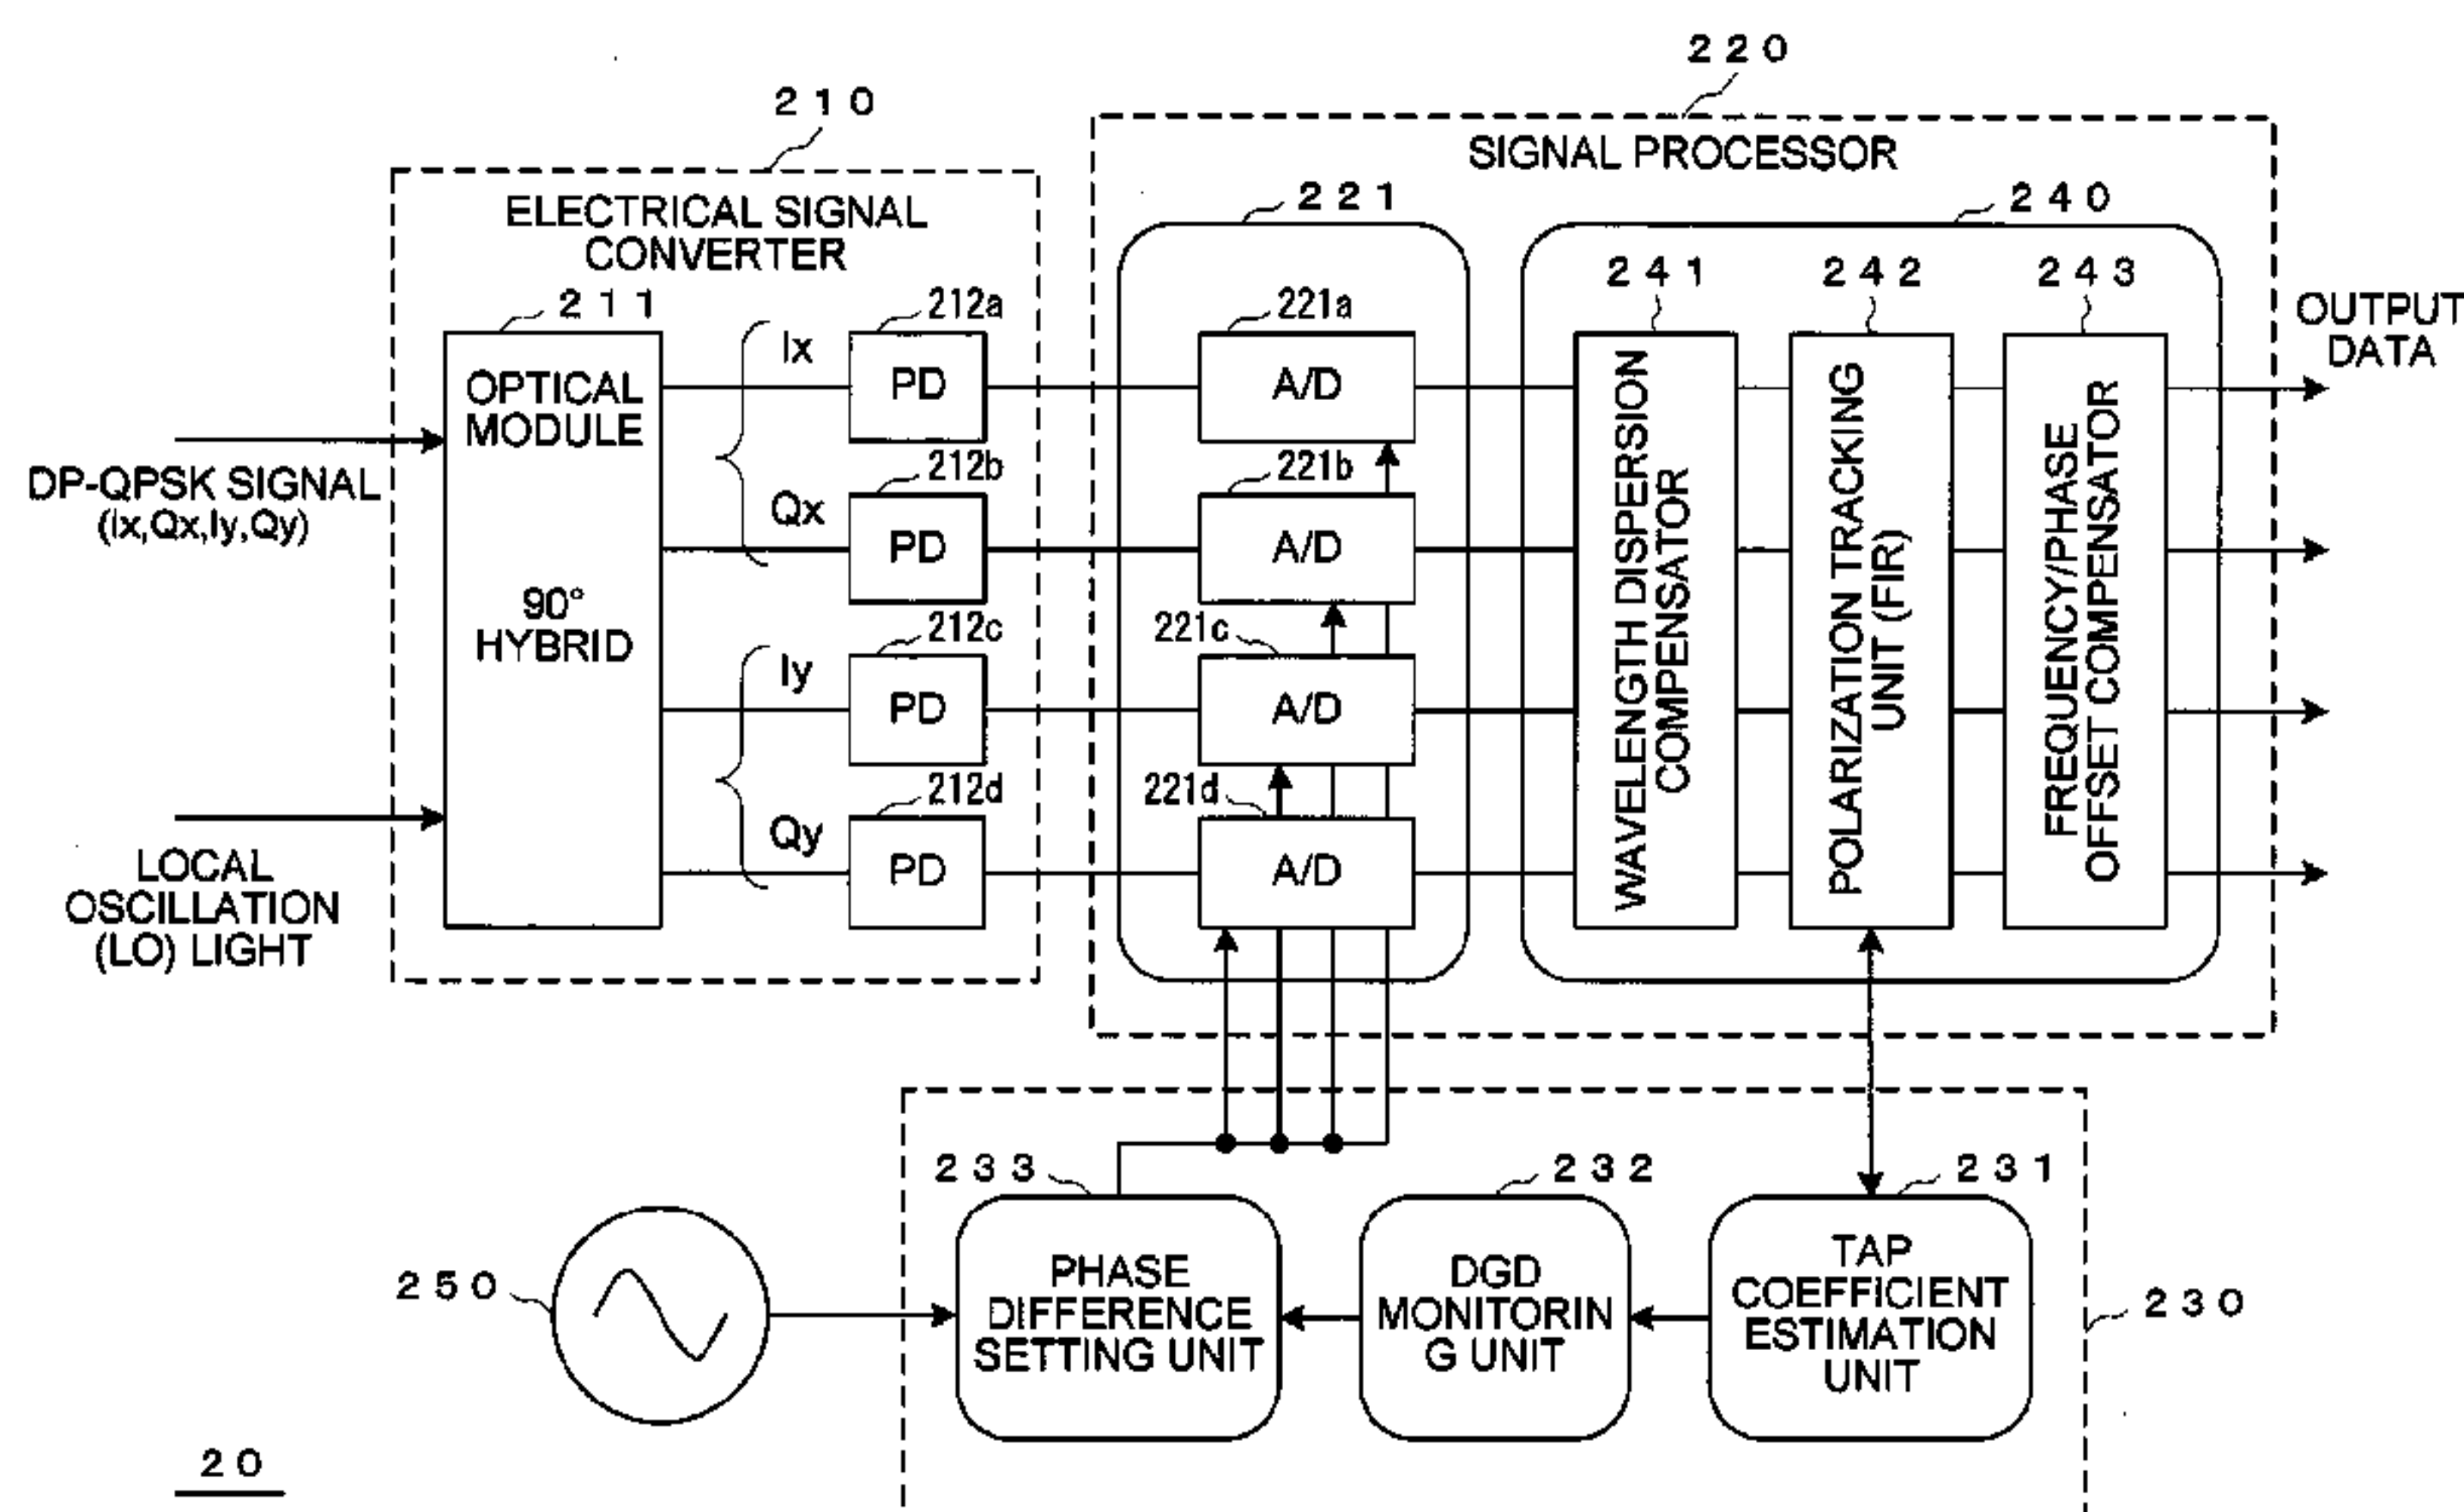 220
210
SIGNAL PROCESSOR
ELECTRICAL SIGNAL
CONVERTER
221
240
211
212a
221a
241
242
243
OUTPUT
DATA
OPTICAL
MODULE
90°
HYBRID
Ix
PD
A/D
DP-QPSK SIGNAL
(Ix,Qx,Iy,Qy)
212b
221b
Qx
PD
A/D
212c
221c
Iy
PD
A/D
212d
221d
Qy
PD
A/D
WAVELENGTH DISPERSION
COMPENSATOR
POLARIZATION TRACKING
UNIT (FIR)
FREQUENCY/PHASE
OFFSET COMPENSATOR
LOCAL
OSCILLATION
(LO) LIGHT
233
232
231
250
PHASE
DIFFERENCE
SETTING UNIT
DGD
MONITORIN
G UNIT
TAP
COEFFICIENT
ESTIMATION
UNIT
230
20